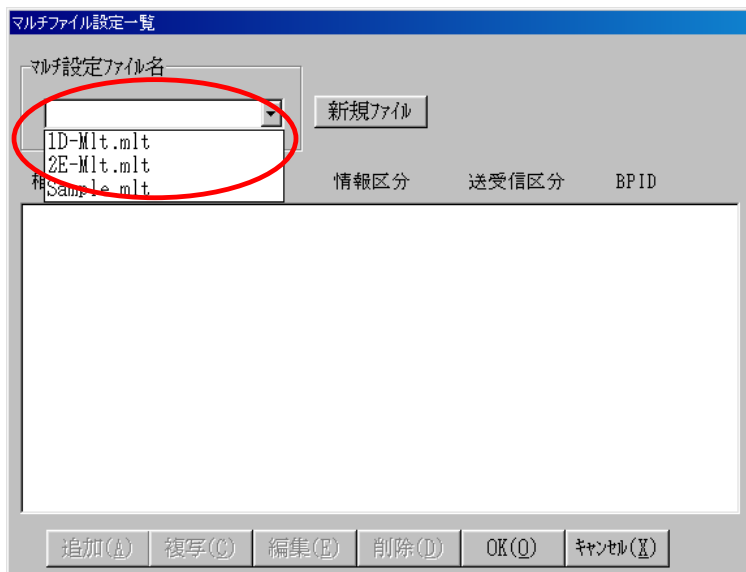 マルチファイル設定一覧
マルチ設定ファイル名
新規ファイル
1D-Mlt.mlt
2E-Mlt.mlt
Sample.mlt
情報区分 送受信区分 BPID
追加(A) 複写(C) 編集(E) 削除(D) OK(O) キャンセル(X)